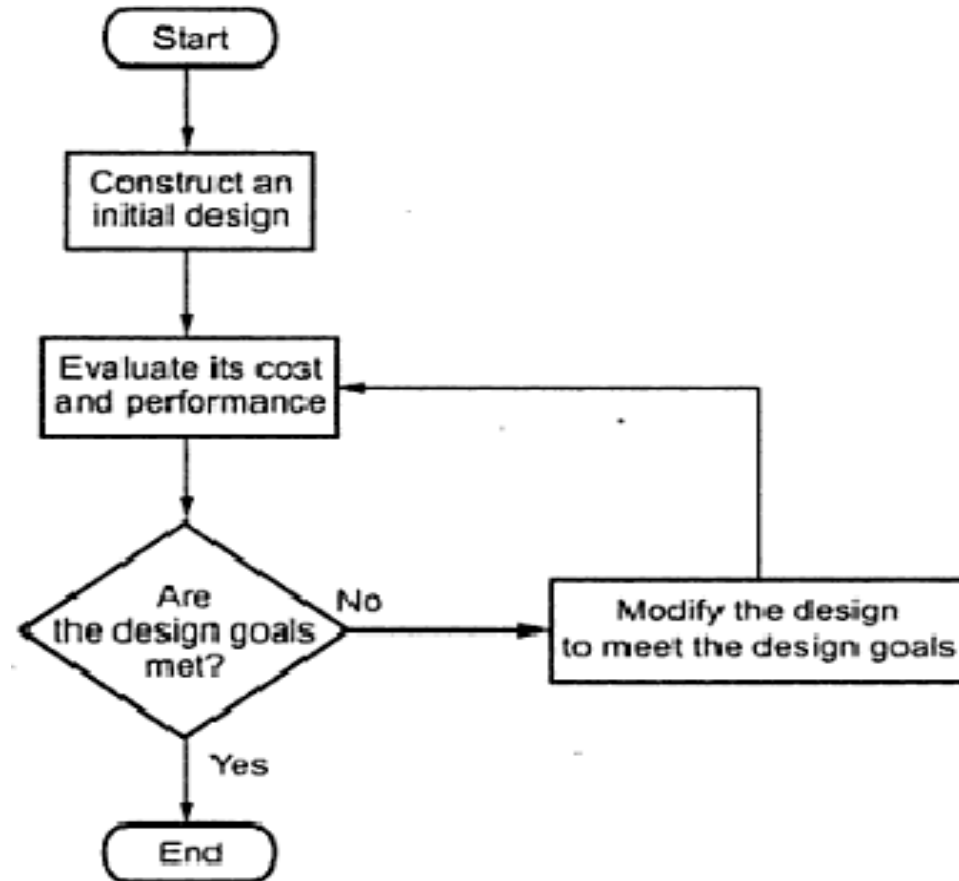 Start
Construct an
initial design
Evaluate its cost
and performance
Are
the design goals
met?
No
Modify the design
to meet the design goals
Yes
End